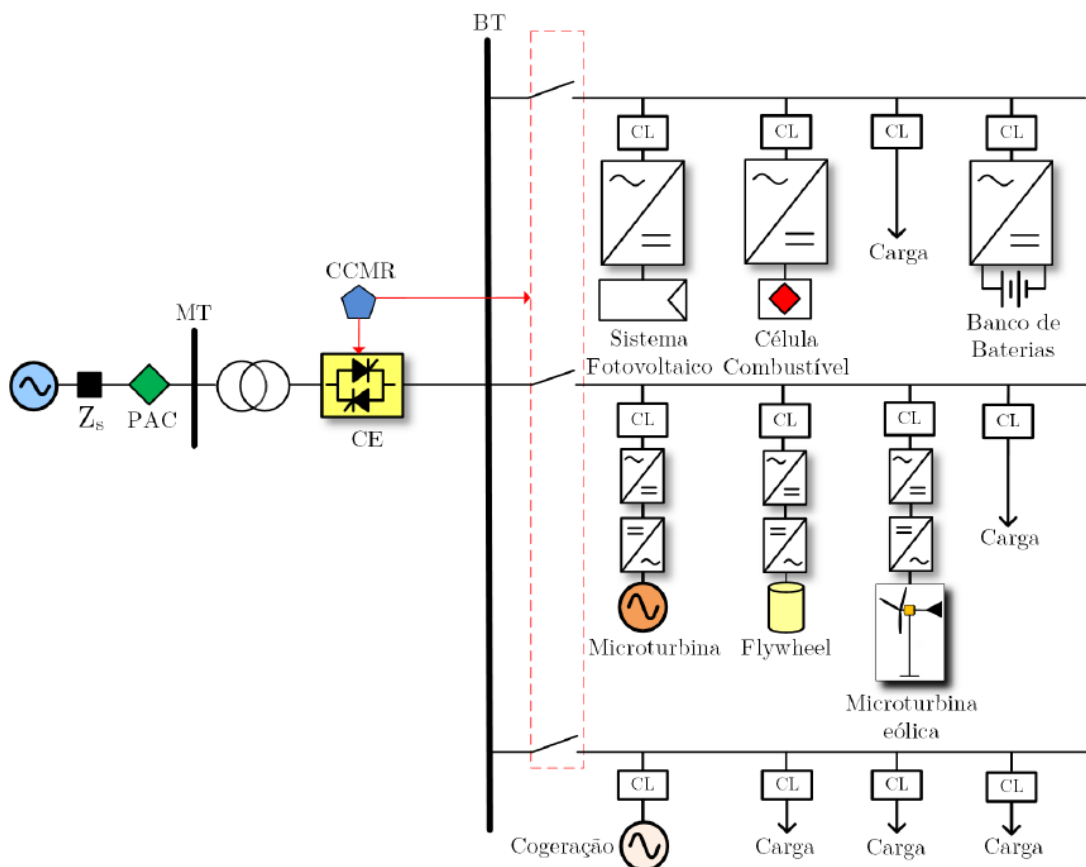 BT
CL
CL
CL
CL
Carga
CCMR
MT
Sistema
Fotovoltaico
Célula
Combustível
Banco de
Baterias
Z_s
PAC
CE
CL
CL
CL
CL
Carga
Microturbina
Flywheel
Microturbina
eólica
CL
CL
CL
CL
Cogeração
Carga
Carga
Carga